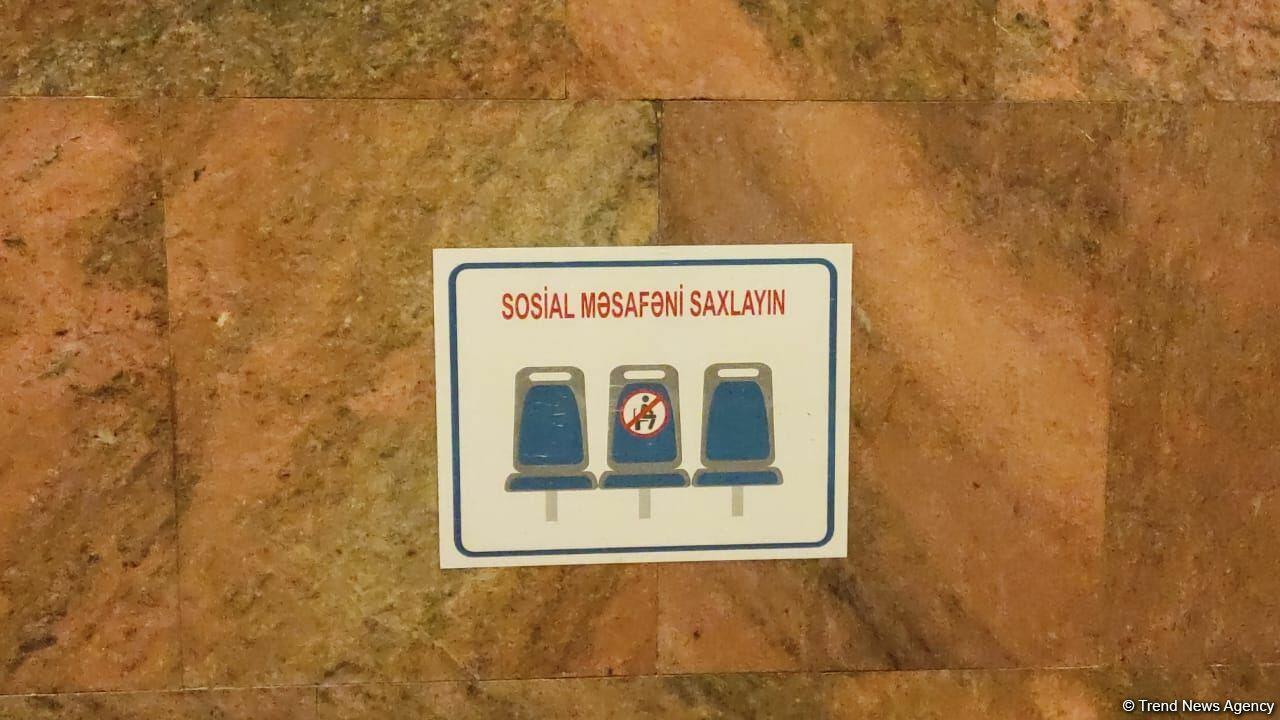 SOSİAL MƏSAFƏNİ SAXLAYIN
© Trend News Agency